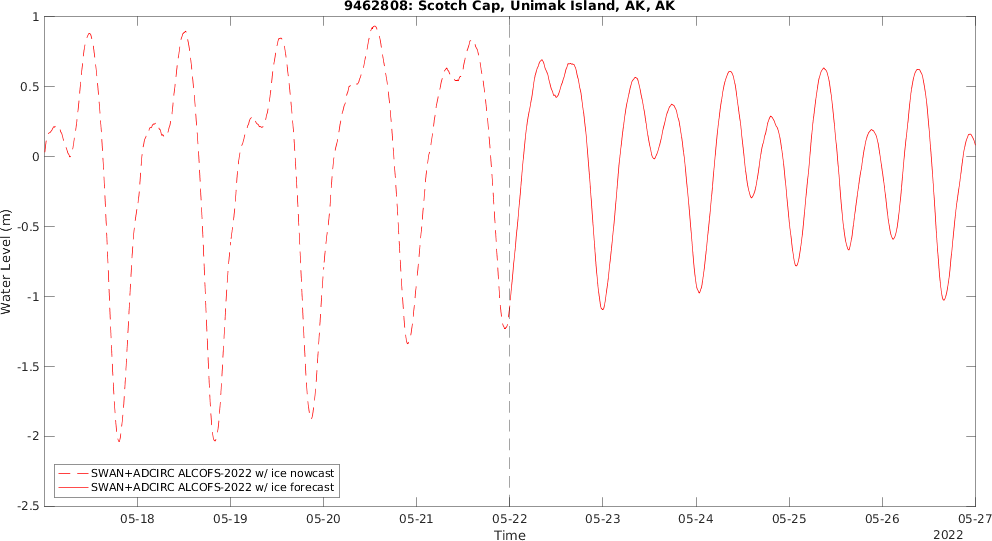 9462808: Scotch Cap, Unimak Island, AK, AK
Water Level (m)
1
0.5
0
-0.5
-1
-1.5
-2
-2.5
SWAN+ADCIRC ALCOFS-2022 w/ ice nowcast
SWAN+ADCIRC ALCOFS-2022 w/ ice forecast
05-18 05-19 05-20 05-21 05-22 05-23 05-24 05-25 05-26 05-27
Time
2022